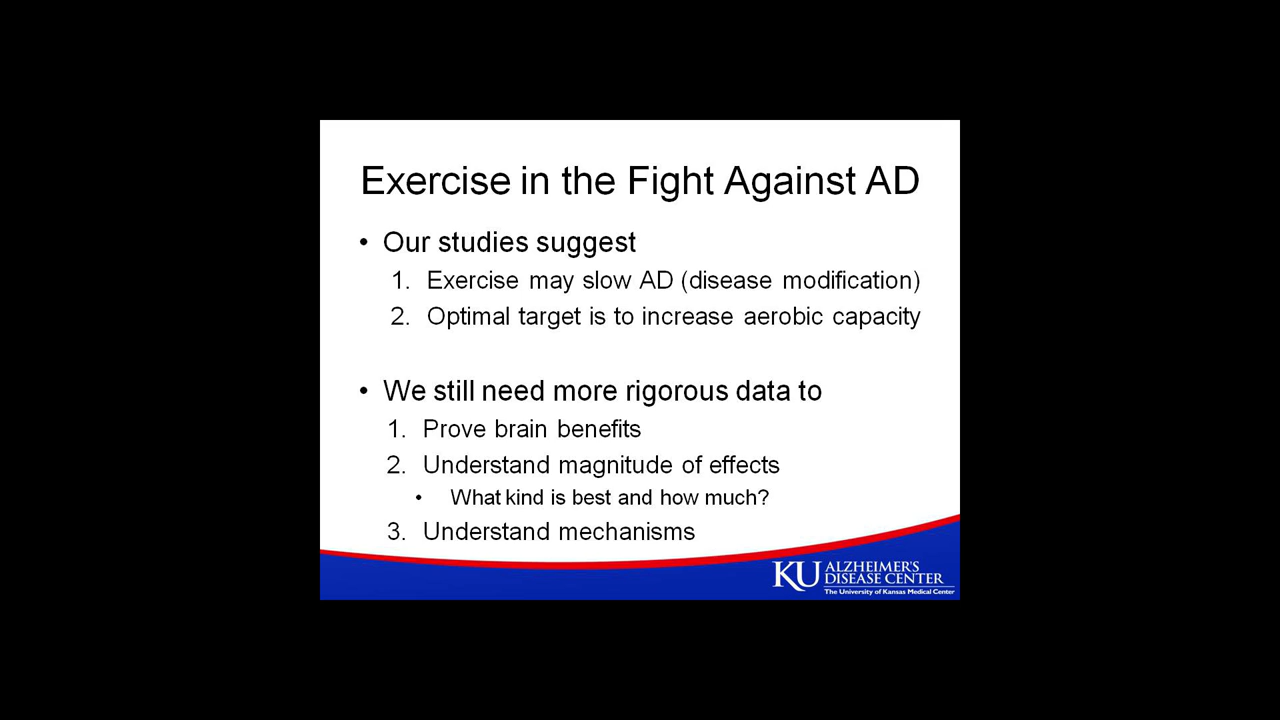 Exercise in the Fight Against AD
• Our studies suggest
1. Exercise may slow AD (disease modification)
2. Optimal target is to increase aerobic capacity
• We still need more rigorous data to
1. Prove brain benefits
2. Understand magnitude of effects
• What kind is best and how much?
3. Understand mechanisms
KU ALZHEIMER'S
DISEASE CENTER
The University of Kansas Medical Center